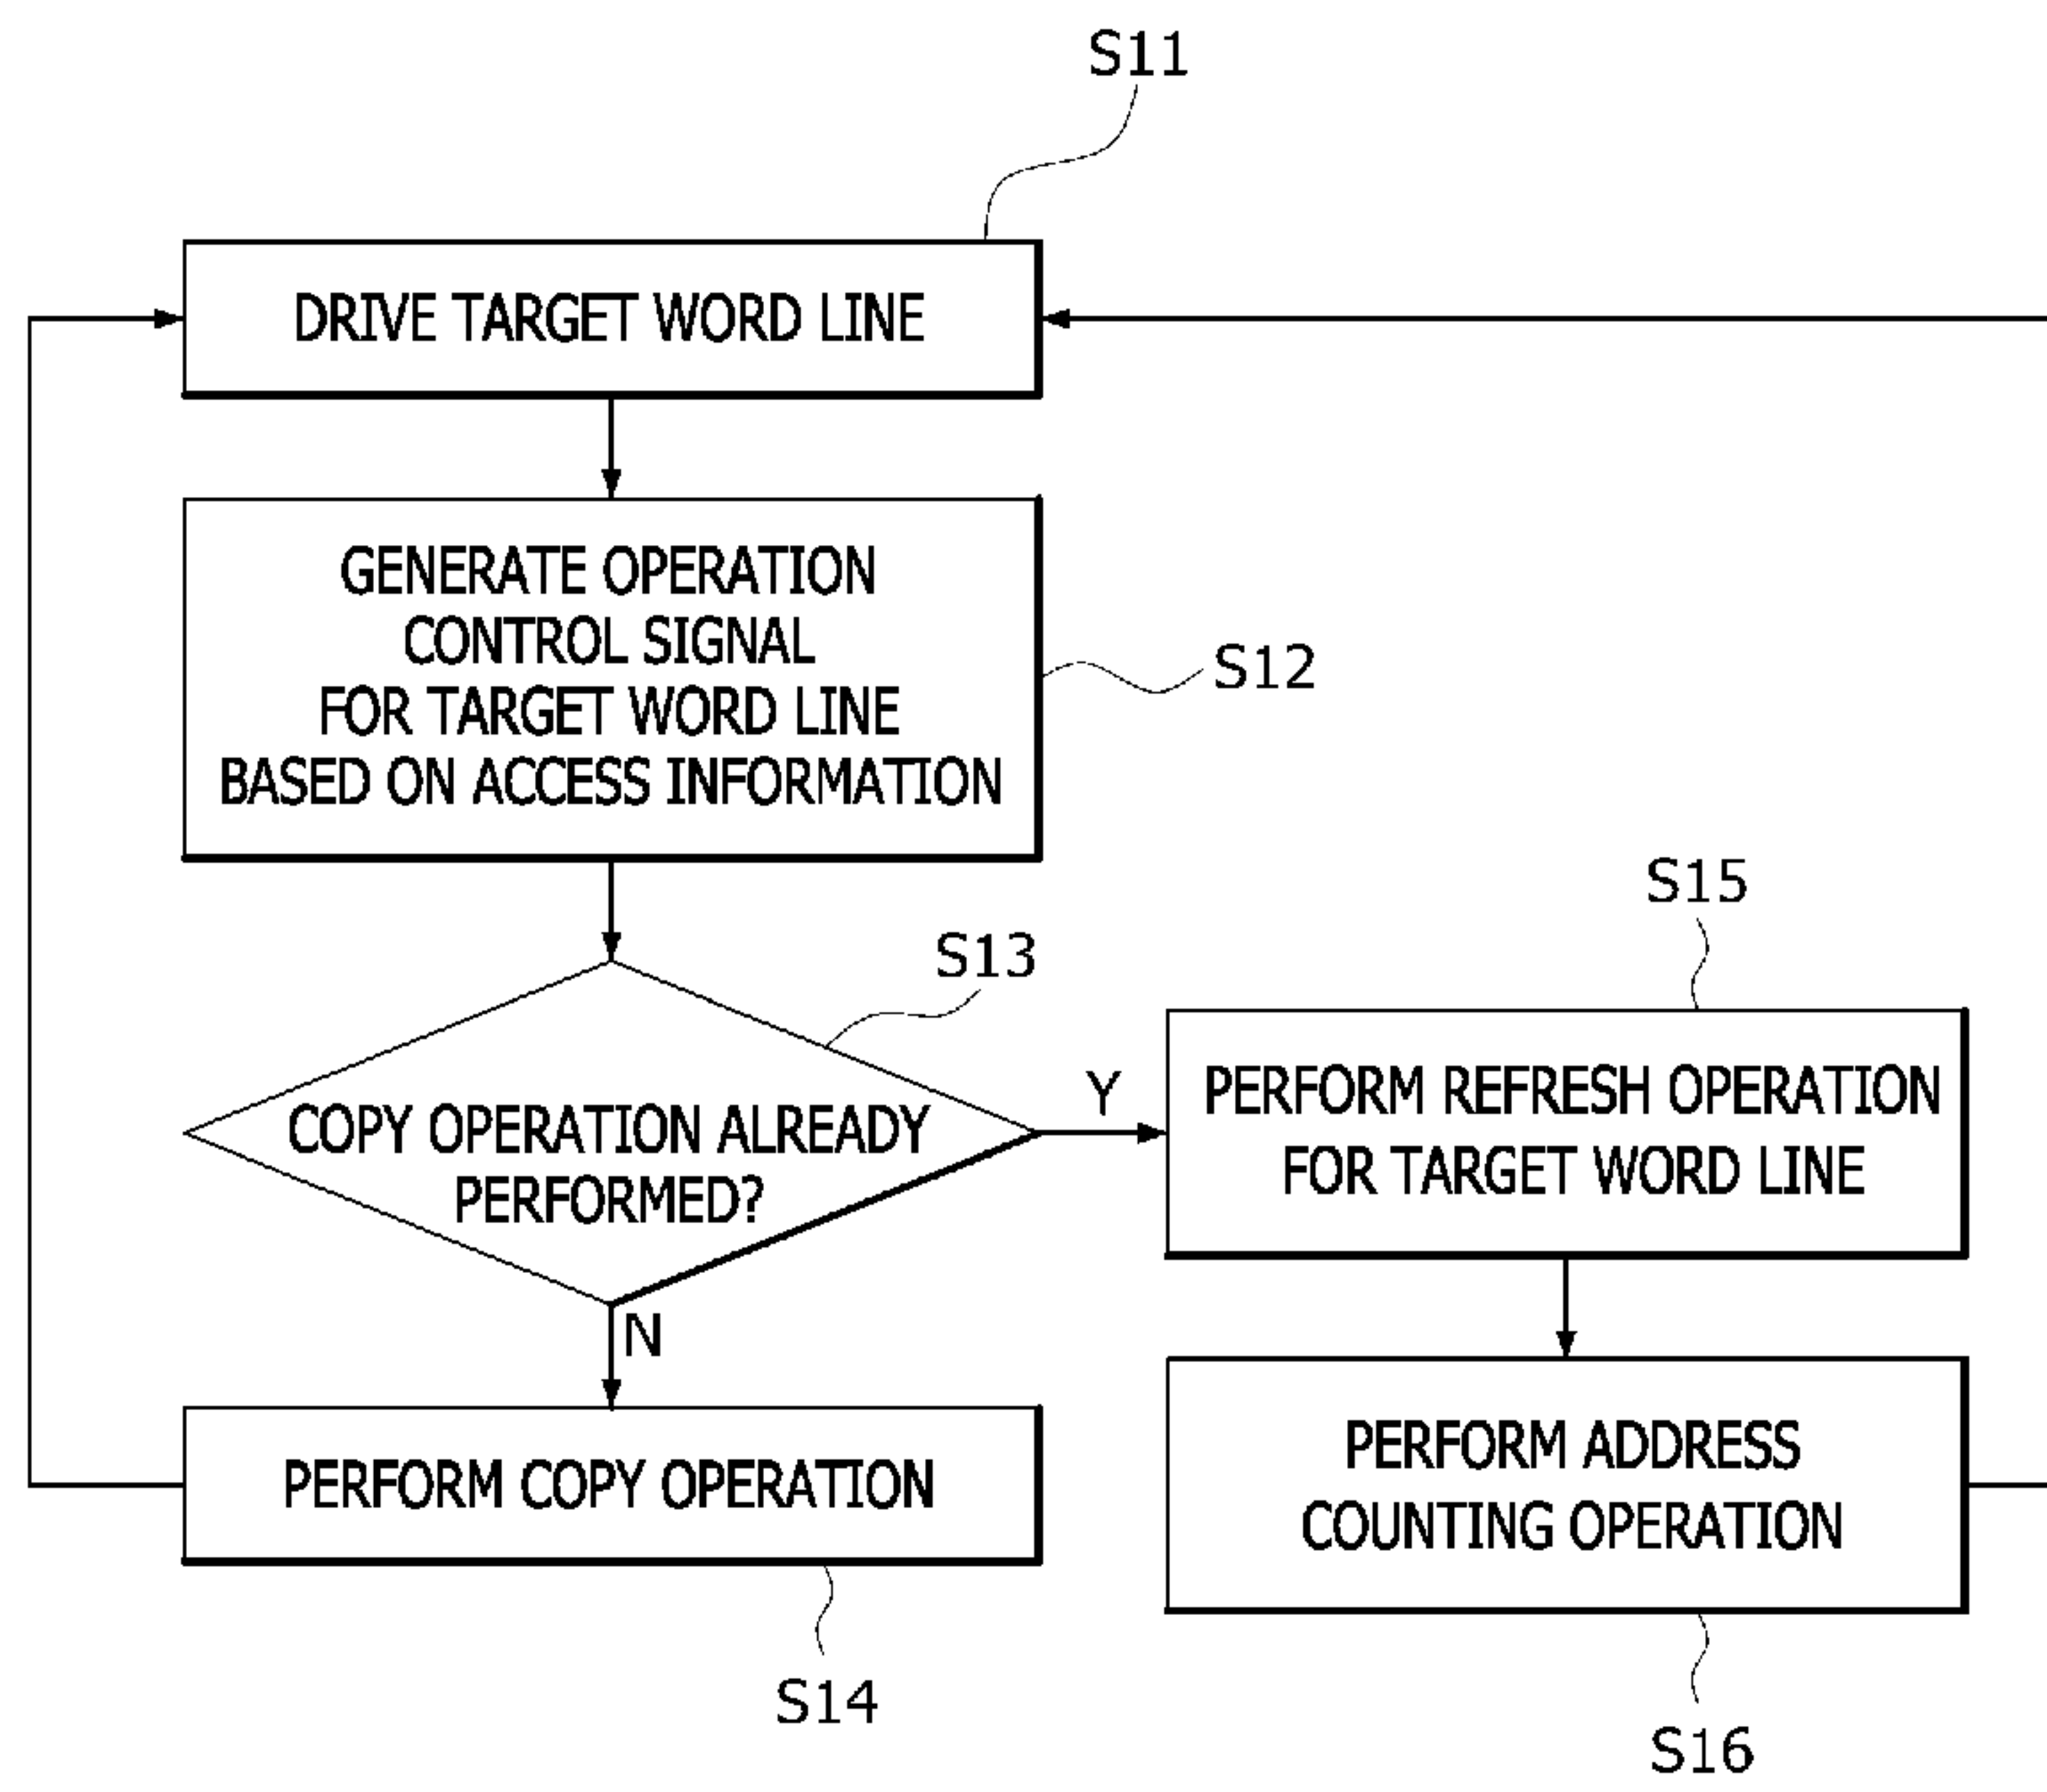 S11
DRIVE TARGET WORD LINE
GENERATE OPERATION
CONTROL SIGNAL
FOR TARGET WORD LINE
BASED ON ACCESS INFORMATION
S12
S13
COPY OPERATION ALREADY
PERFORMED?
Y
N
S15
PERFORM REFRESH OPERATION
FOR TARGET WORD LINE
PERFORM COPY OPERATION
S14
PERFORM ADDRESS
COUNTING OPERATION
S16